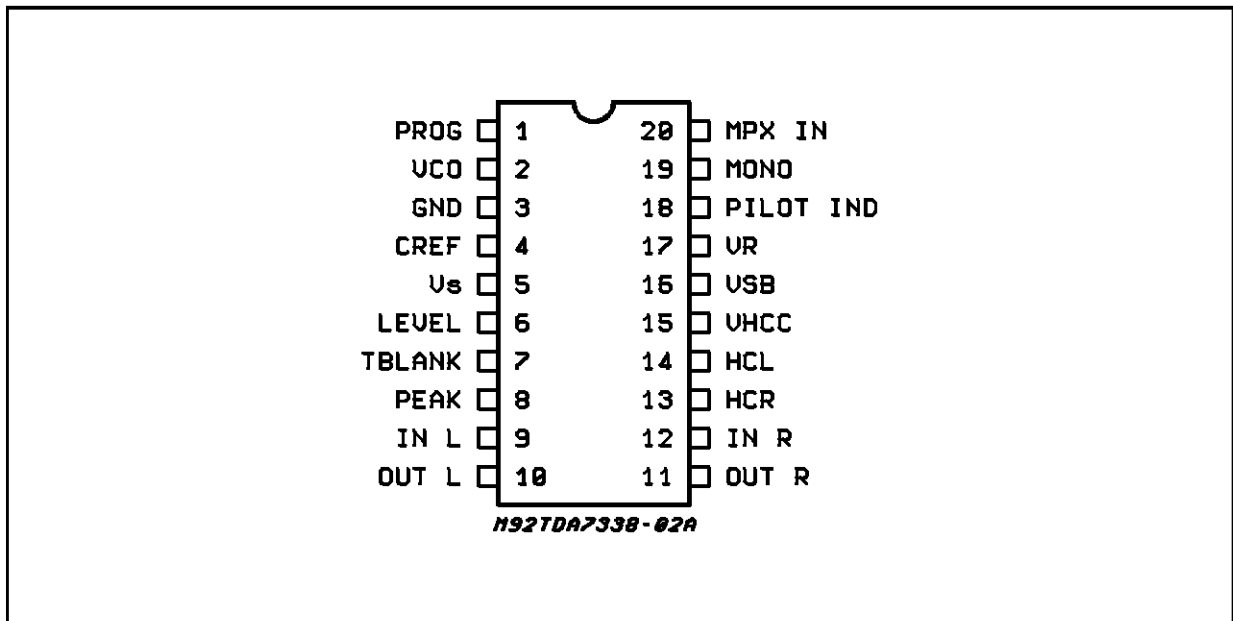 PROG 1 20 MPX IN
VCO 2 19 MONO
GND 3 18 PILOT IND
CREF 4 17 VR
Vs 5 16 VSB
LEVEL 6 15 VHCC
TBLANK 7 14 HCL
PEAK 8 13 HCR
IN L 9 12 IN R
OUT L 10 11 OUT R
M92TDA7338-02A